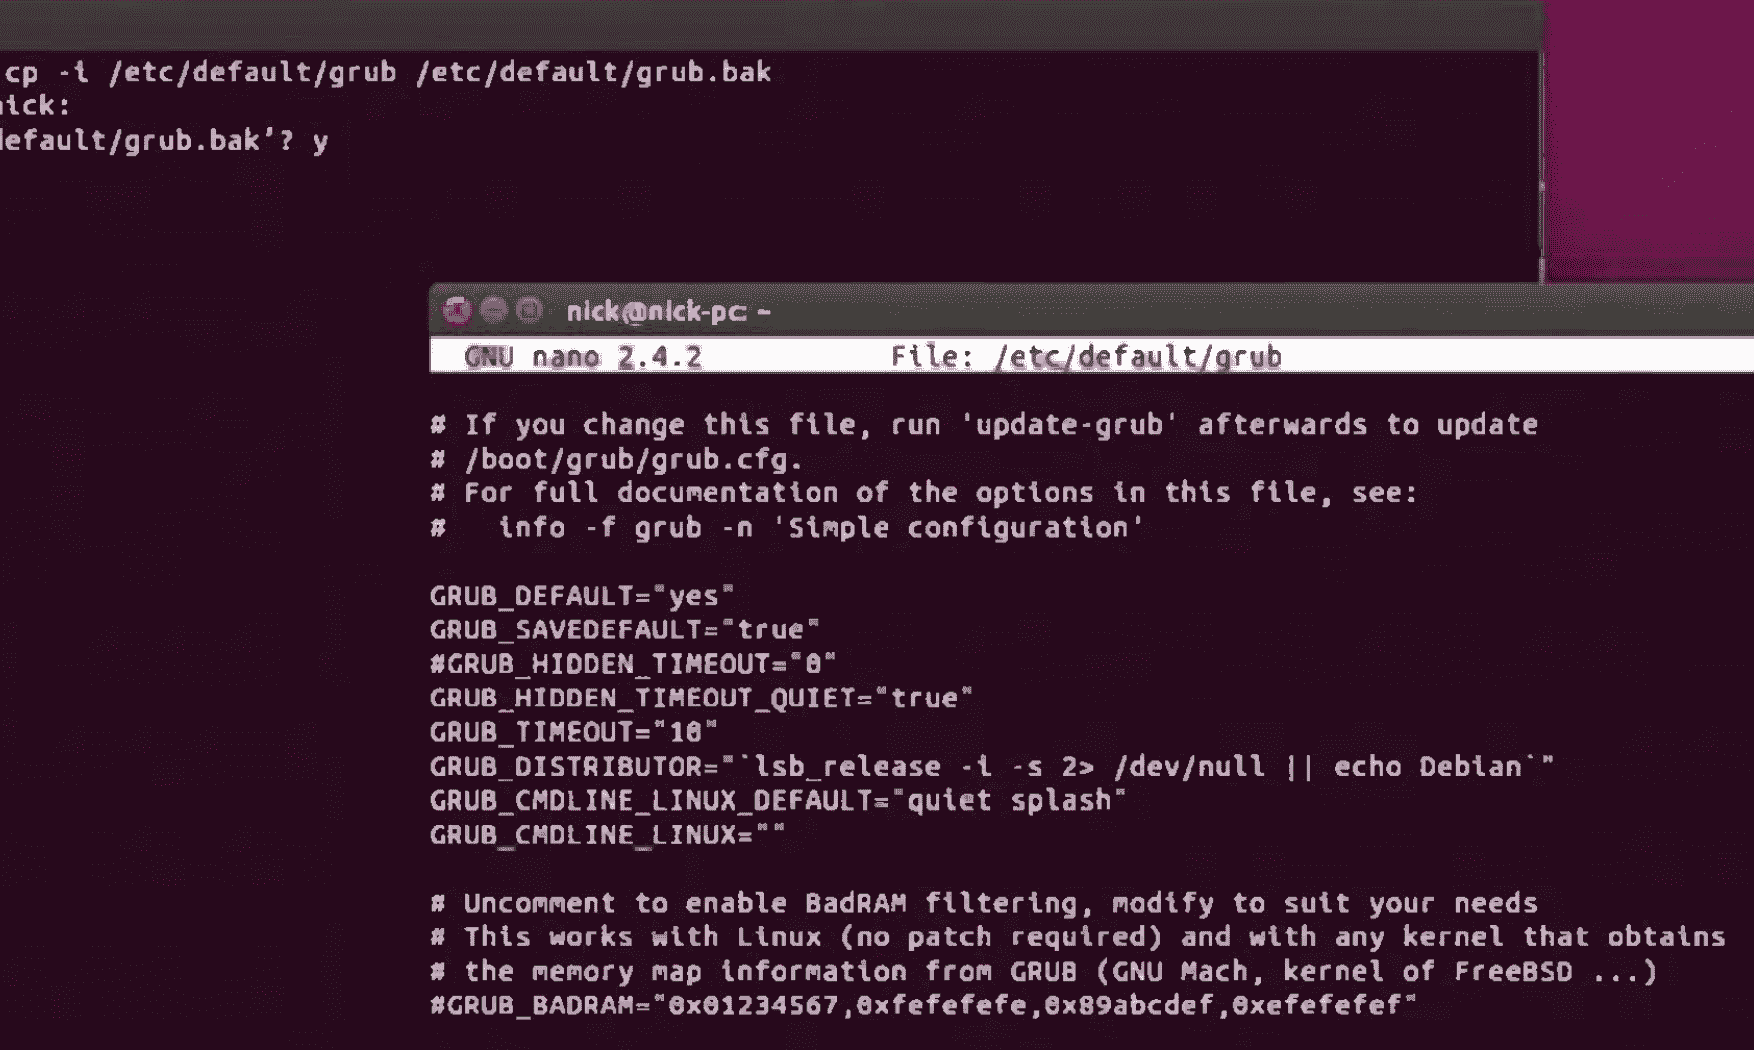 cp -i /etc/default/grub /etc/default/grub.bak
nick:
default/grub.bak’? y
nick@nick-pc: ~
GNU nano 2.4.2 File: /etc/default/grub
# If you change this file, run 'update-grub' afterwards to update
# /boot/grub/grub.cfg.
# For full documentation of the options in this file, see:
#   info -f grub -n 'Simple configuration'
GRUB_DEFAULT="yes"
GRUB_SAVEDEFAULT="true"
#GRUB_HIDDEN_TIMEOUT="0"
GRUB_HIDDEN_TIMEOUT_QUIET="true"
GRUB_TIMEOUT="10"
GRUB_DISTRIBUTOR="`lsb_release -i -s 2> /dev/null || echo Debian`"
GRUB_CMDLINE_LINUX_DEFAULT="quiet splash"
GRUB_CMDLINE_LINUX=""
# Uncomment to enable BadRAM filtering, modify to suit your needs
# This works with Linux (no patch required) and with any kernel that obtains
# the memory map information from GRUB (GNU Mach, kernel of FreeBSD ...)
#GRUB_BADRAM="0x01234567,0xfefefefe,0x89abcdef,0xefefefef"